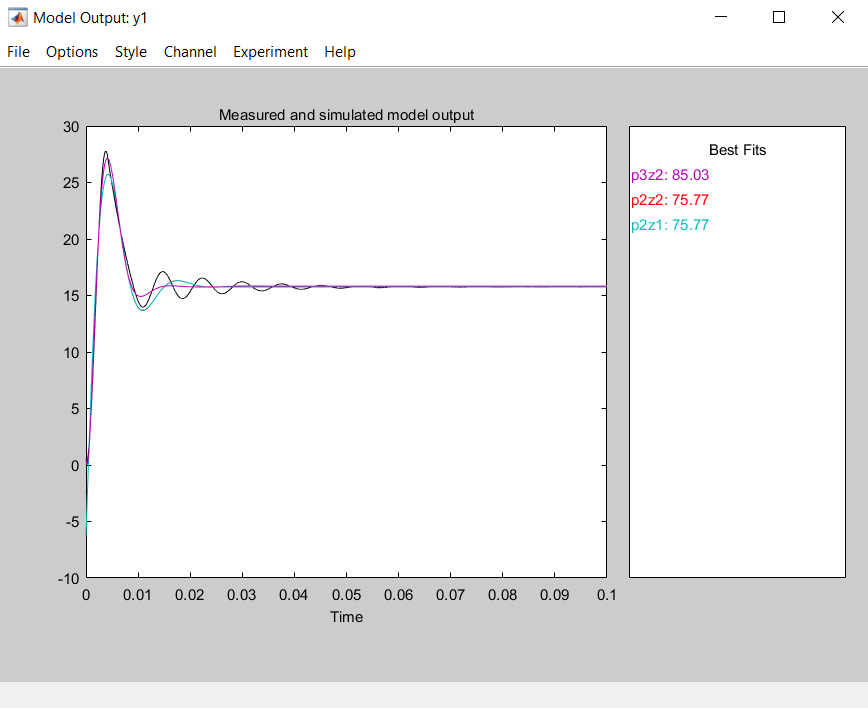 Model Output: y1
File Options Style Channel Experiment Help
Measured and simulated model output
30
25
20
15
10
5
0
-5
-10
0 0.01 0.02 0.03 0.04 0.05 0.06 0.07 0.08 0.09 0.1
Time
Best Fits
p3z2: 85.03
p2z2: 75.77
p2z1: 75.77